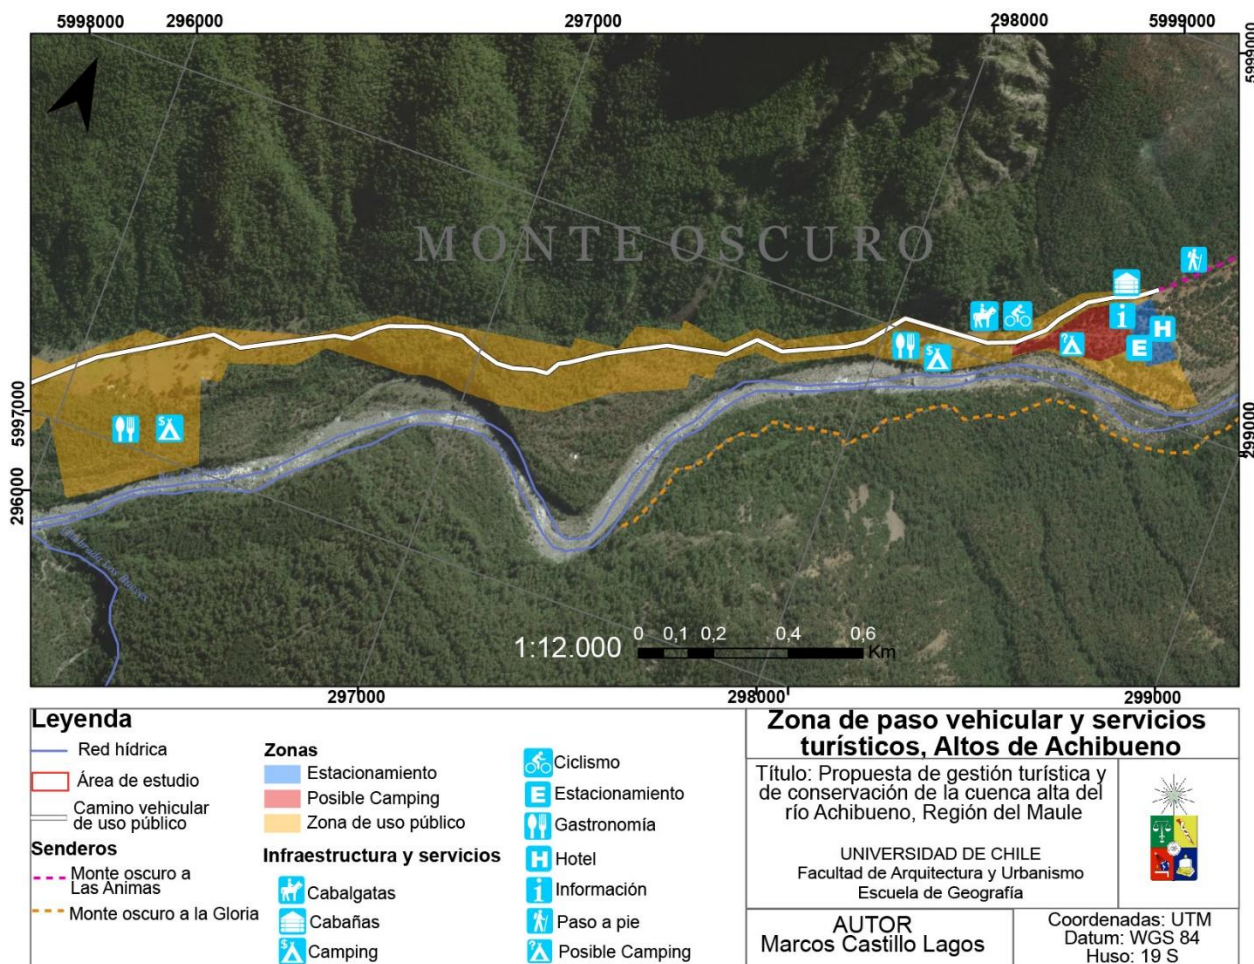 5998000
296000
297000
298000
5999000
5999000
MONTE OSCURO
5997000
296000
299000
1:12.000
0 0,1 0,2 0,4 0,6
Km
297000
298000
299000
Leyenda
Red hídrica
Área de estudio
Camino vehicular
de uso público
Senderos
Monte oscuro a
Las Animas
Monte oscuro a la Gloria
Zonas
Estacionamiento
Posible Camping
Zona de uso público
Infraestructura y servicios
Cabalgatas
Cabañas
Camping
Ciclismo
E Estacionamiento
Gastronomía
H Hotel
i Información
Paso a pie
Posible Camping
Zona de paso vehicular y servicios
turísticos, Altos de Achibueno
Título: Propuesta de gestión turística y
de conservación de la cuenca alta del
río Achibueno, Región del Maule
UNIVERSIDAD DE CHILE
Facultad de Arquitectura y Urbanismo
Escuela de Geografía
AUTOR
Marcos Castillo Lagos
Coordenadas: UTM
Datum: WGS 84
Huso: 19 S